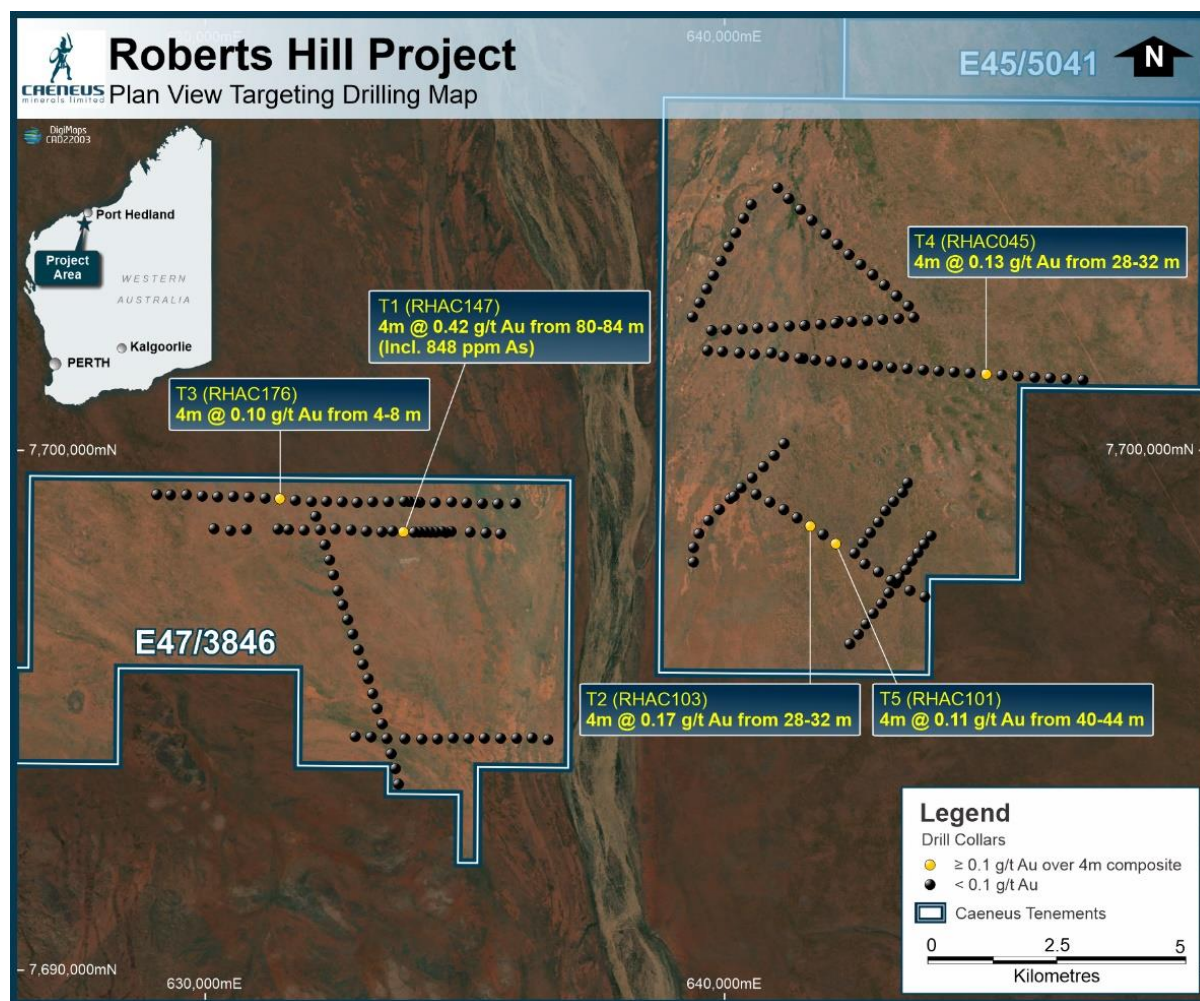 Roberts Hill Project
CAENEUS
minerals limited
Plan View Targeting Drilling Map
640,000mE
E45/5041
N
DigiMaps
CAD22003
Port Hedland
Project
Area
WESTERN
AUSTRALIA
Kalgoorlie
PERTH
T4 (RHAC045)
4m @ 0.13 g/t Au from 28-32 m
T1 (RHAC147)
4m @ 0.42 g/t Au from 80-84 m
(Incl. 848 ppm As)
T3 (RHAC176)
4m @ 0.10 g/t Au from 4-8 m
7,700,000mN
7,700,000mN
E47/3846
T2 (RHAC103)
4m @ 0.17 g/t Au from 28-32 m
T5 (RHAC101)
4m @ 0.11 g/t Au from 40-44 m
Legend
Drill Collars
≥ 0.1 g/t Au over 4m composite
< 0.1 g/t Au
Caeneus Tenements
0 2.5 5
Kilometres
7,690,000mN
630,000mE
640,000mE